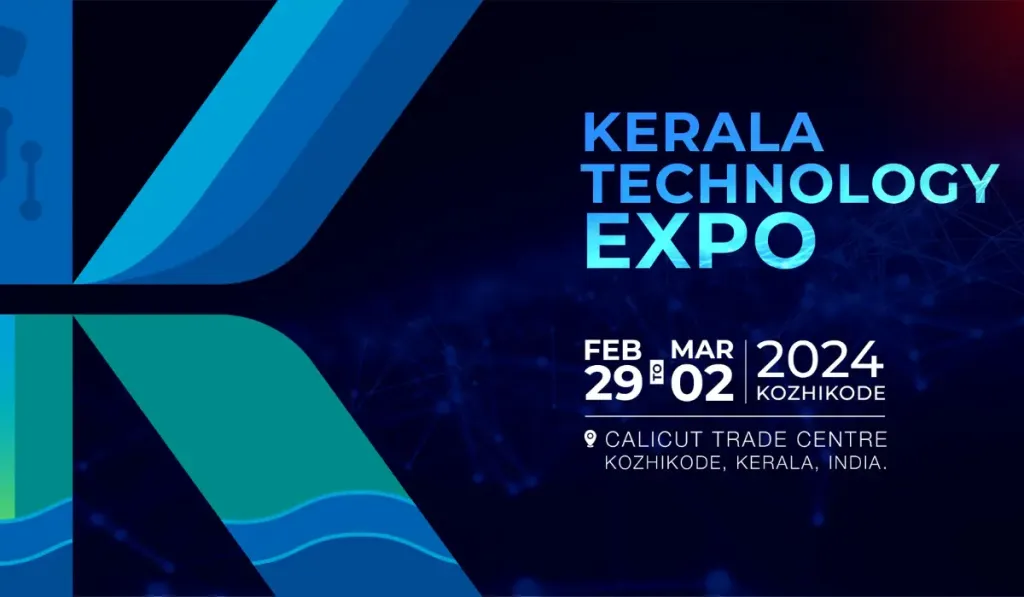 KERALA
TECHNOLOGY
EXPO
FEB 29 TO MAR 02 2024
KOZHIKODE
CALICUT TRADE CENTRE
KOZHIKODE, KERALA, INDIA.